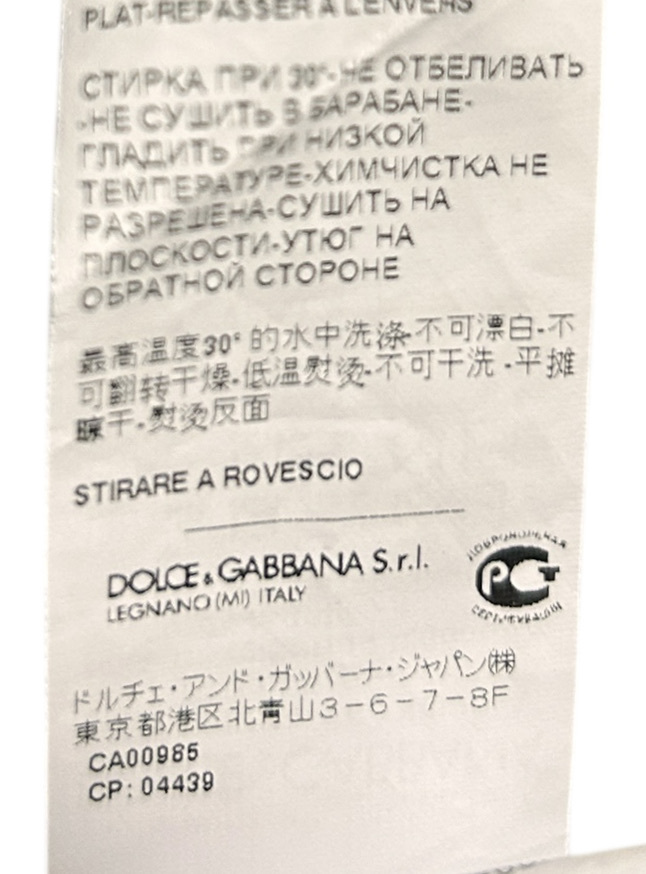 PLAT-REPASSER A L'ENVERS
СТИРКА ПРИ 30°-НЕ ОТБЕЛИВАТЬ
-НЕ СУШИТЬ В БАРАБАНЕ-
ГЛАДИТЬ ПРИ НИЗКОЙ
ТЕМПЕРАТУРЕ-ХИМЧИСТКА НЕ
РАЗРЕШЕНА-СУШИТЬ НА
ПЛОСКОСТИ-УТЮГ НА
ОБРАТНОЙ СТОРОНЕ
最高温度30°的水中洗涤-不可漂白-不
可翻转干燥-低温熨烫-不可干洗-平摊
晾干-熨烫反面
STIRARE A ROVESCIO
DOLCE & GABBANA S.r.l.
LEGNANO (MI) ITALY
ДОБРОВОЛЬНАЯ
РСТ
СЕРТИФИКАЦИЯ
ドルチェ・アンド・ガッバーナ・ジャパン㈱
東京都港区北青山3-6-7-8F
CA00985
CP: 04439